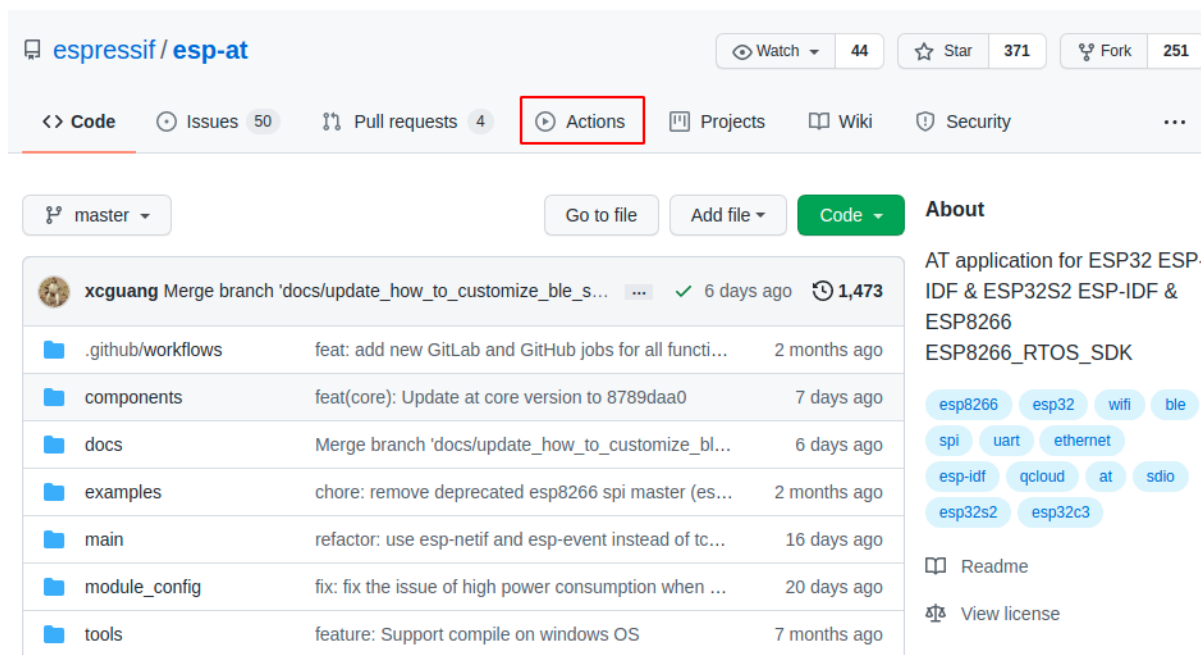 espressif / esp-at
Watch 44 Star 371 Fork 251
Code Issues 50 Pull requests 4 Actions Projects Wiki Security ...
master Go to file Add file Code
xcguang Merge branch 'docs/update_how_to_customize_ble_s... ... 6 days ago 1,473
.github/workflows feat: add new GitLab and GitHub jobs for all functi... 2 months ago
components feat(core): Update at core version to 8789daa0 7 days ago
docs Merge branch 'docs/update_how_to_customize_bl... 6 days ago
examples chore: remove deprecated esp8266 spi master (es... 2 months ago
main refactor: use esp-netif and esp-event instead of tc... 16 days ago
module_config fix: fix the issue of high power consumption when ... 20 days ago
tools feature: Support compile on windows OS 7 months ago
About
AT application for ESP32 ESP-
IDF & ESP32S2 ESP-IDF &
ESP8266
ESP8266_RTOS_SDK
esp8266 esp32 wifi ble
spi uart ethernet
esp-idf qcloud at sdio
esp32s2 esp32c3
Readme
View license